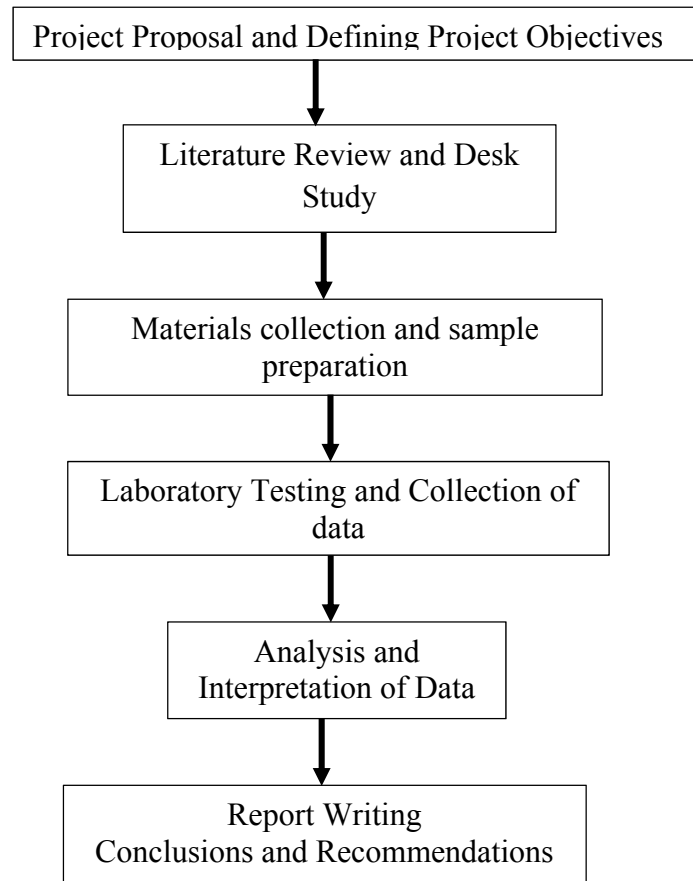 Project Proposal and Defining Project Objectives
Literature Review and Desk
Study
Materials collection and sample
preparation
Laboratory Testing and Collection of
data
Analysis and
Interpretation of Data
Report Writing
Conclusions and Recommendations